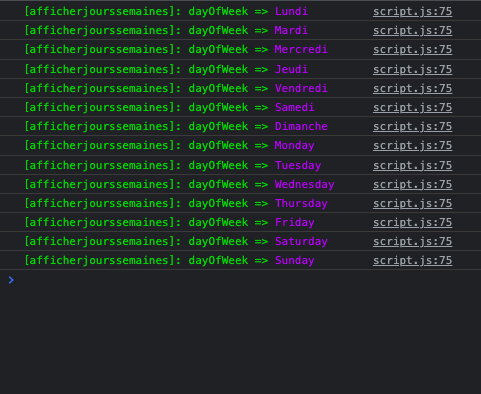 [afficherjourssemaines]: dayOfWeek => Lundi script.js:75
[afficherjourssemaines]: dayOfWeek => Mardi script.js:75
[afficherjourssemaines]: dayOfWeek => Mercredi script.js:75
[afficherjourssemaines]: dayOfWeek => Jeudi script.js:75
[afficherjourssemaines]: dayOfWeek => Vendredi script.js:75
[afficherjourssemaines]: dayOfWeek => Samedi script.js:75
[afficherjourssemaines]: dayOfWeek => Dimanche script.js:75
[afficherjourssemaines]: dayOfWeek => Monday script.js:75
[afficherjourssemaines]: dayOfWeek => Tuesday script.js:75
[afficherjourssemaines]: dayOfWeek => Wednesday script.js:75
[afficherjourssemaines]: dayOfWeek => Thursday script.js:75
[afficherjourssemaines]: dayOfWeek => Friday script.js:75
[afficherjourssemaines]: dayOfWeek => Saturday script.js:75
[afficherjourssemaines]: dayOfWeek => Sunday script.js:75